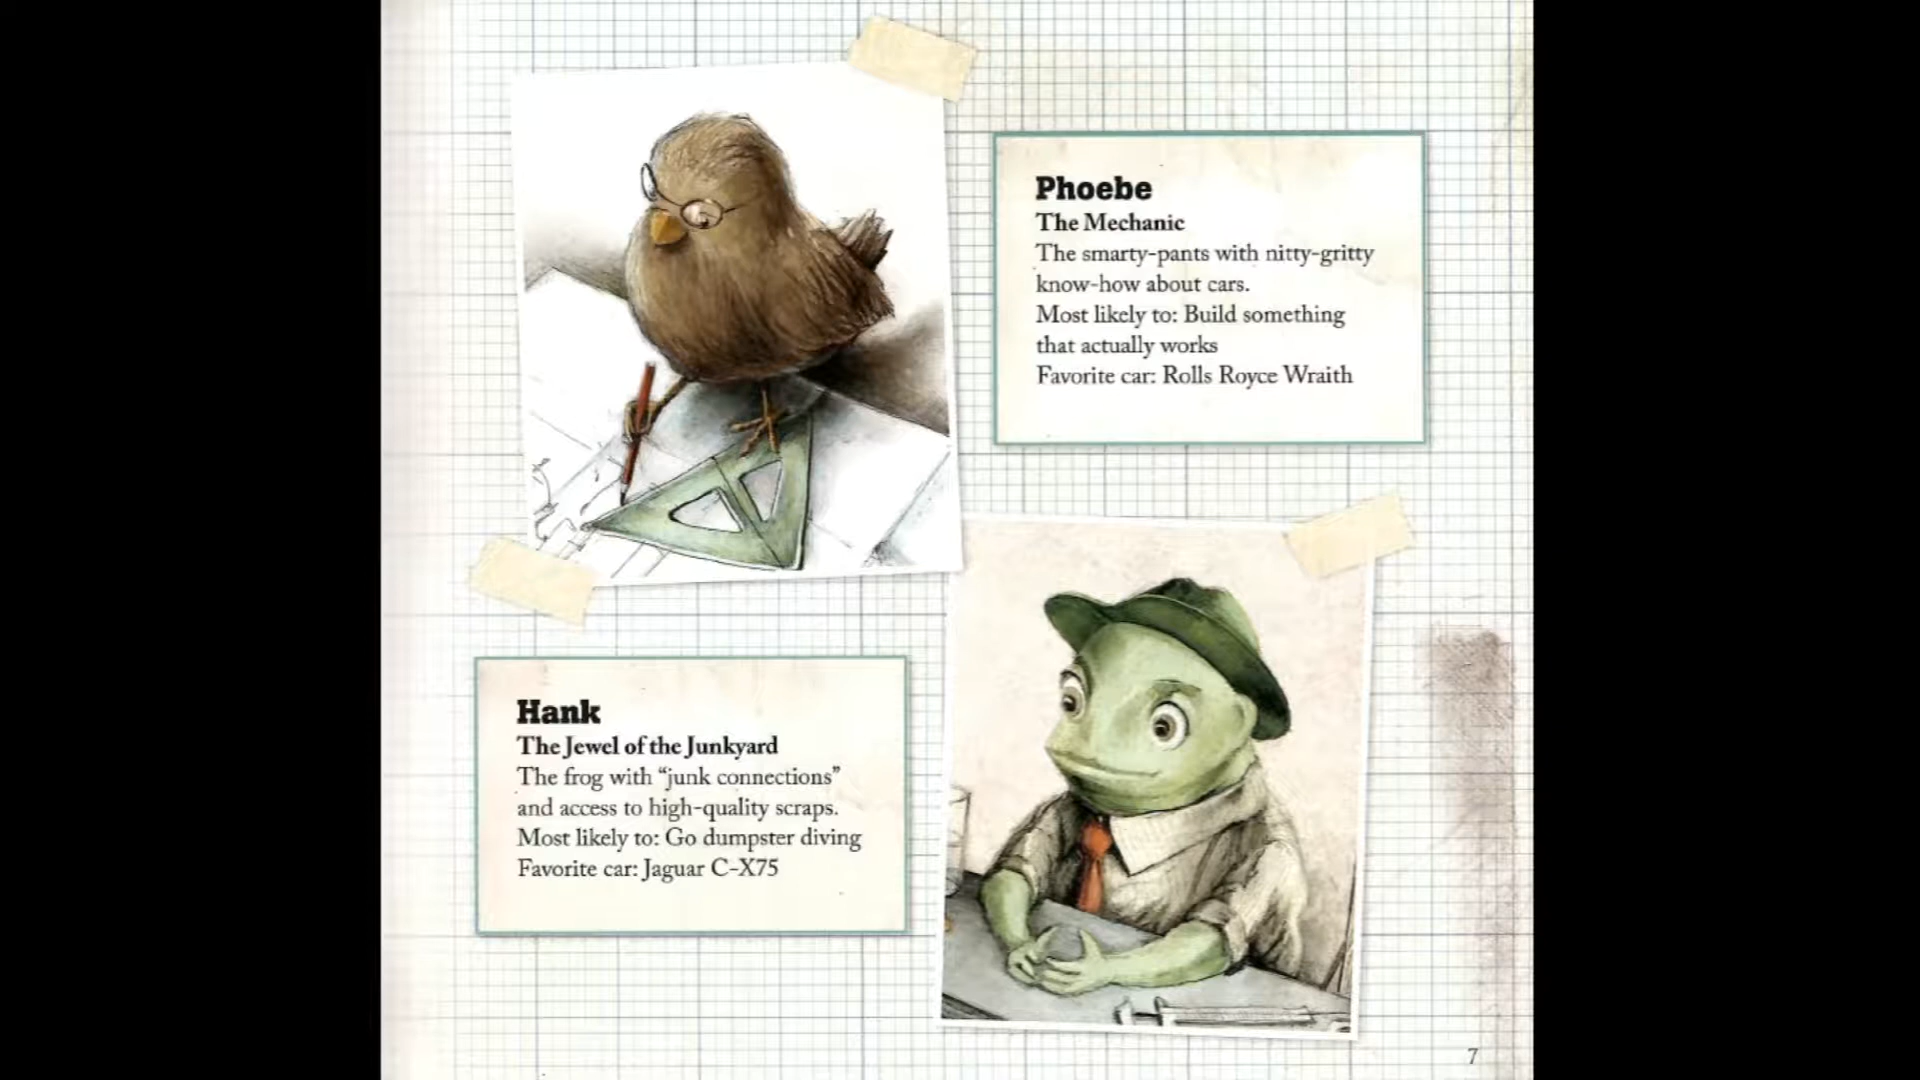 Phoebe
The Mechanic
The smarty-pants with nitty-gritty
know-how about cars.
Most likely to: Build something
that actually works
Favorite car: Rolls Royce Wraith
Hank
The Jewel of the Junkyard
The frog with “junk connections”
and access to high-quality scraps.
Most likely to: Go dumpster diving
Favorite car: Jaguar C-X75
7